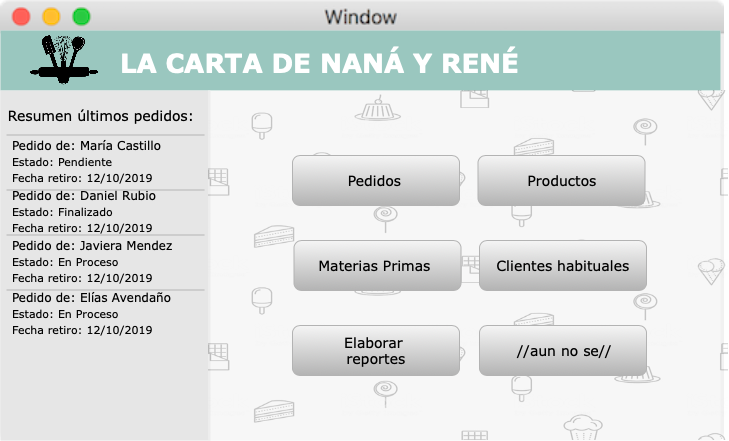 Window
LA CARTA DE NANÁ Y RENÉ
Resumen últimos pedidos:
Pedido de: María Castillo
Estado: Pendiente
Fecha retiro: 12/10/2019
Pedido de: Daniel Rubio
Estado: Finalizado
Fecha retiro: 12/10/2019
Pedido de: Javiera Mendez
Estado: En Proceso
Fecha retiro: 12/10/2019
Pedido de: Elías Avendaño
Estado: En Proceso
Fecha retiro: 12/10/2019
Pedidos
Productos
Materias Primas
Clientes habituales
Elaborar
reportes
//aun no se//